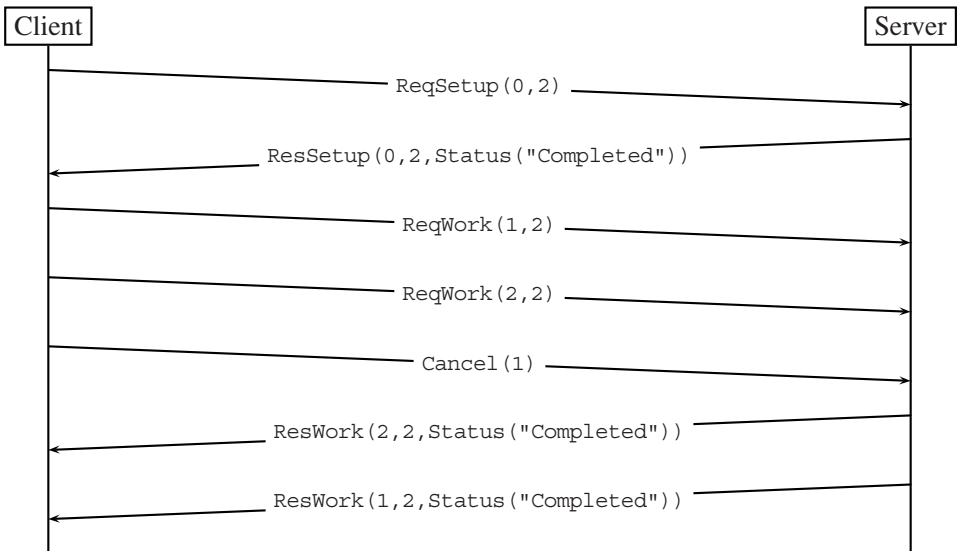 Client
Server
ReqSetup(0,2)
ResSetup(0,2,Status("Completed"))
ReqWork(1,2)
ReqWork(2,2)
Cancel(1)
ResWork(2,2,Status("Completed"))
ResWork(1,2,Status("Completed"))